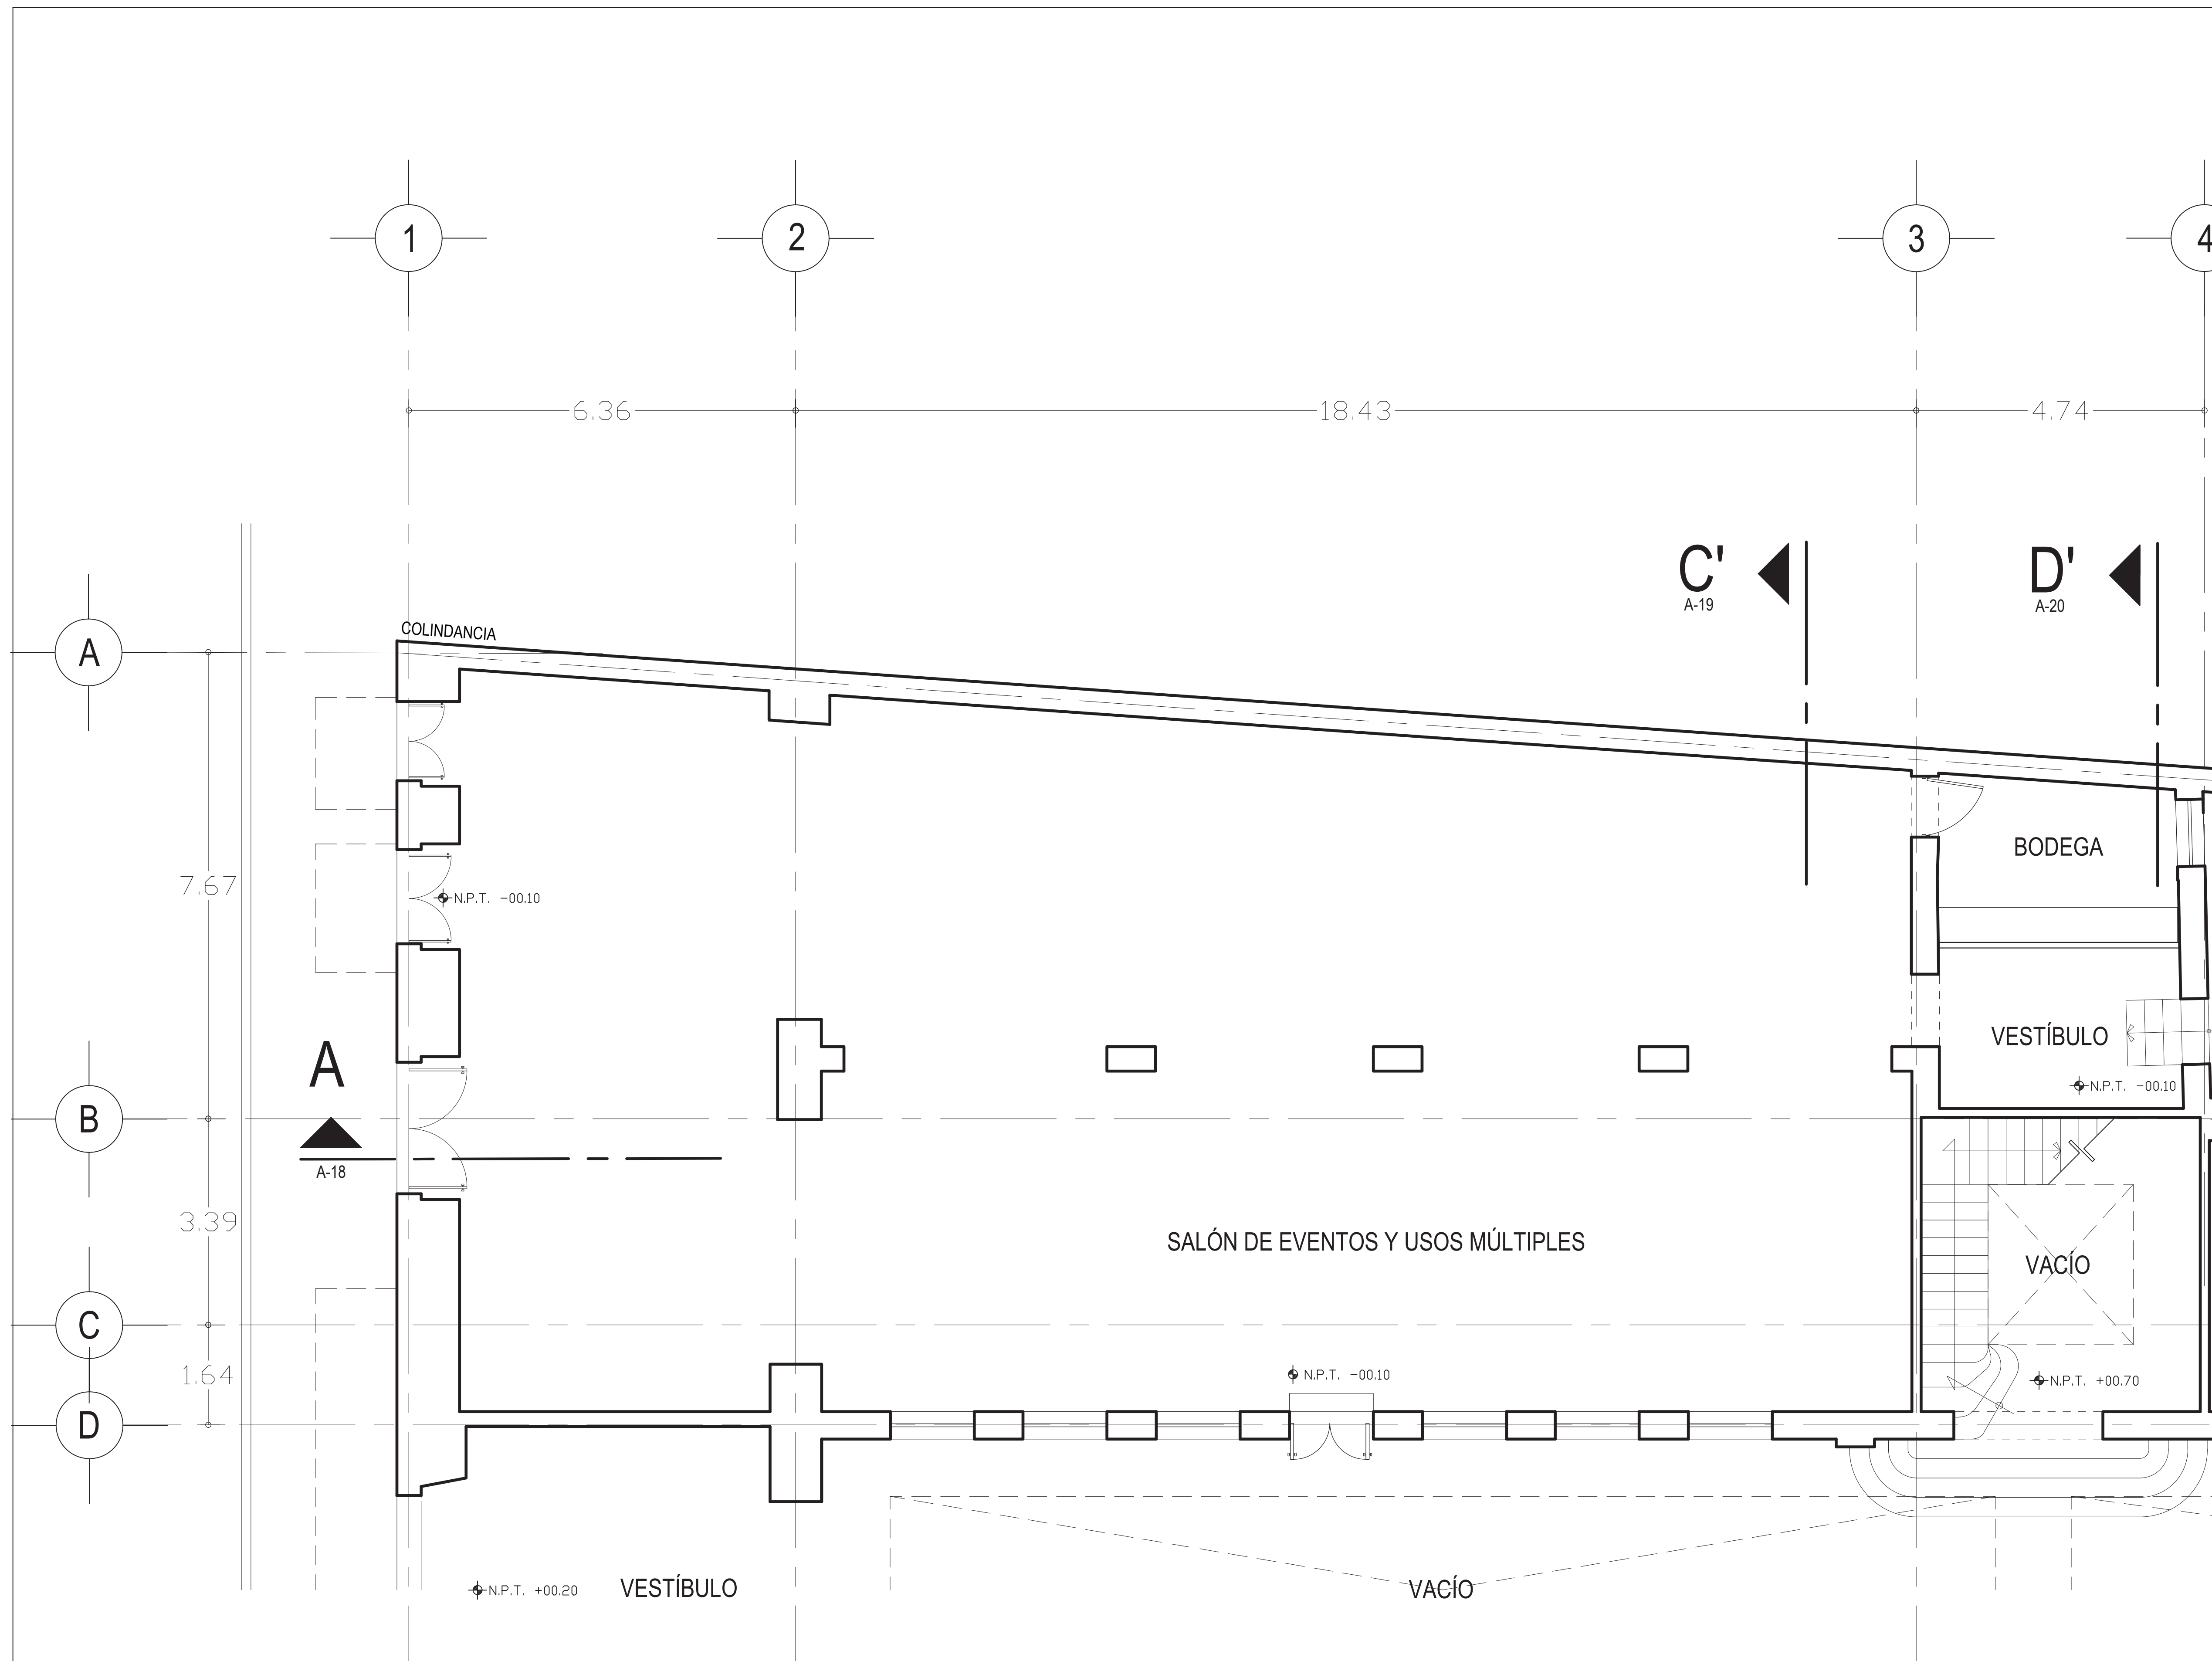 1
2
3
4
6.36
18.43
4.74
C'
A-19
D'
A-20
COLINDANCIA
A
7.67
BODEGA
N.P.T. -00.10
A
A-18
VESTÍBULO
N.P.T. -00.10
B
3.39
SALÓN DE EVENTOS Y USOS MÚLTIPLES
VACÍO
C
1.64
N.P.T. -00.10
N.P.T. +00.70
D
N.P.T. +00.20
VESTÍBULO
VACÍO